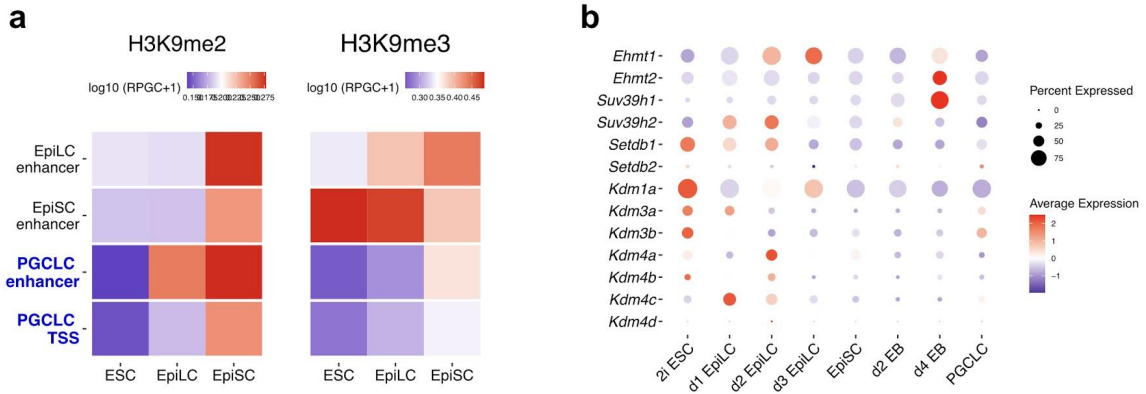 a
H3K9me2
H3K9me3
log10 (RPGC+1)
0.150
0.175
0.200
0.225
0.250
0.275
log10 (RPGC+1)
0.30 0.35 0.40 0.45
EpiLC
enhancer
EpiSC
enhancer
PGCLC
enhancer
PGCLC
TSS
ESC
EpiLC
EpiSC
ESC
EpiLC
EpiSC
b
Ehmt1
Ehmt2
Suv39h1
Suv39h2
Setdb1
Setdb2
Kdm1a
Kdm3a
Kdm3b
Kdm4a
Kdm4b
Kdm4c
Kdm4d
2i ESC
d1 EpiLC
d2 EpiLC
d3 EpiLC
EpiSC
d2 EB
d4 EB
PGCLC
Percent Expressed
0
25
50
75
Average Expression
2
1
0
−1